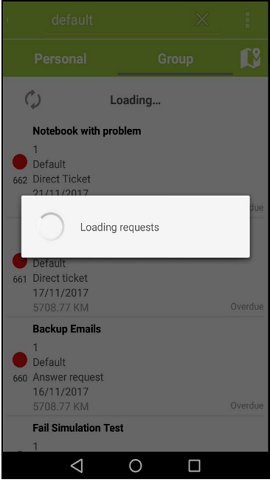 default
Personal
Group
Loading...
Notebook with problem
1
Default
662 Direct Ticket
21/11/2017
due
Loading requests
Default
661 Direct ticket
17/11/2017
5708.77 KM
Overdue
Backup Emails
1
Default
660 Answer request
16/11/2017
5708.77 KM
Overdue
Fail Simulation Test
1